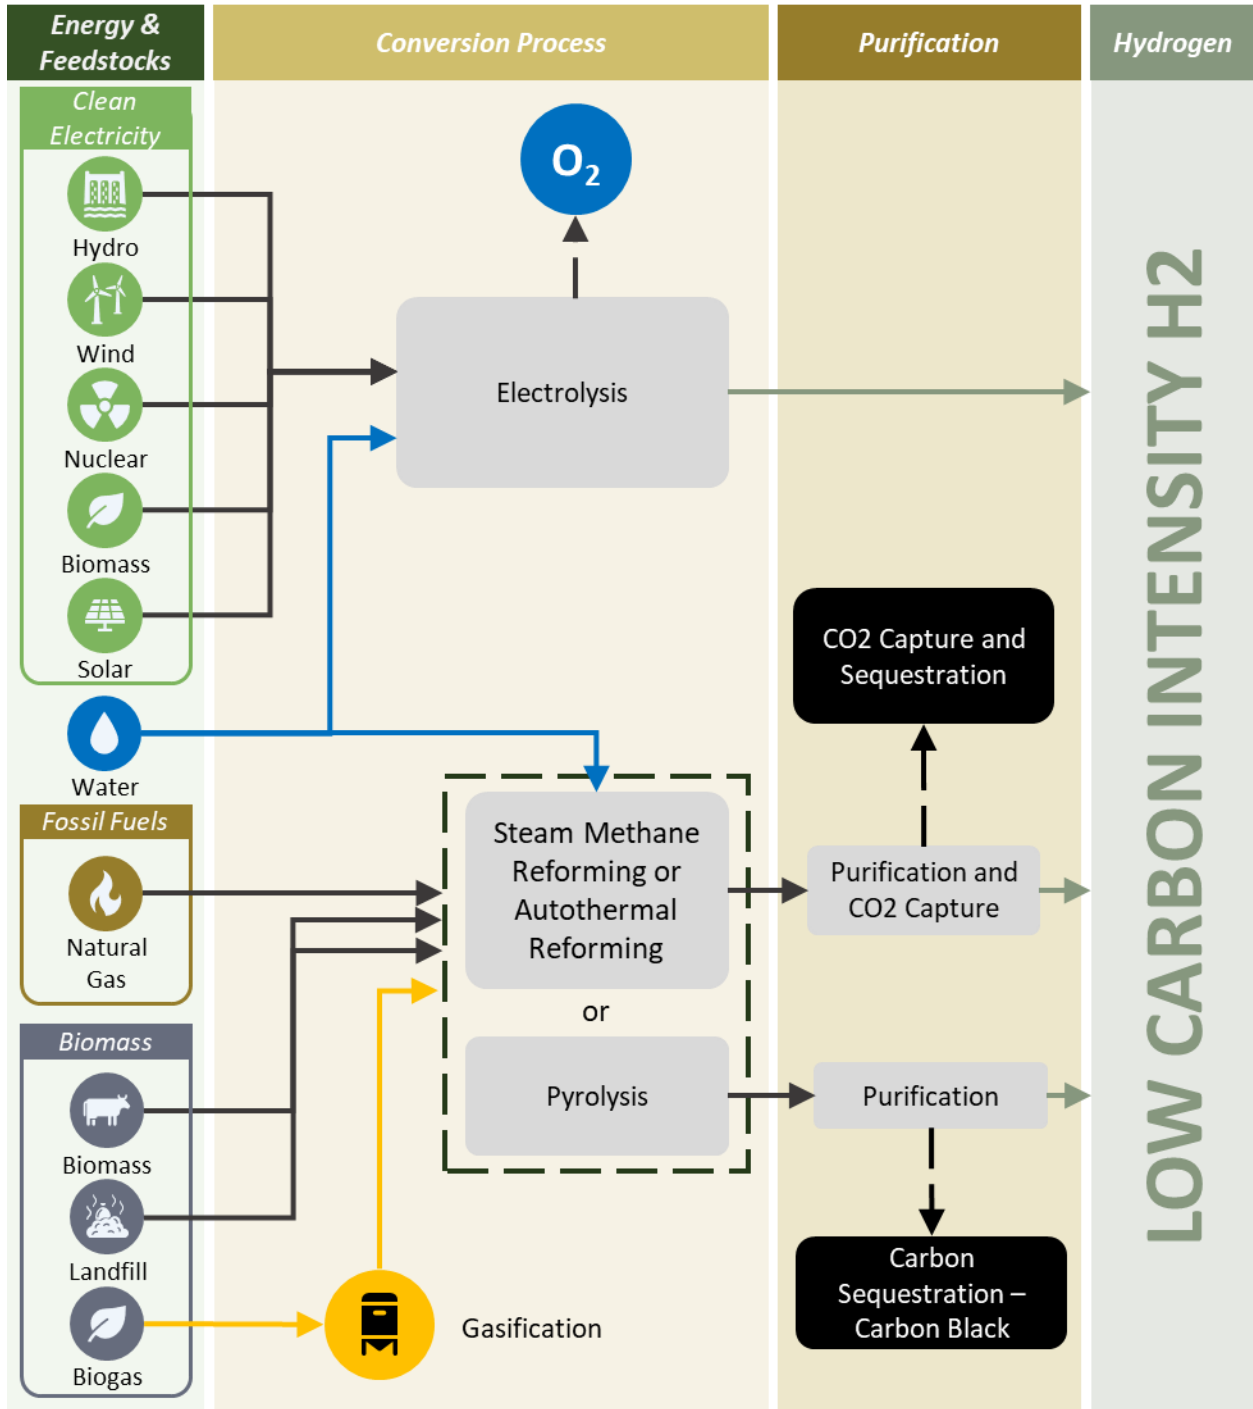 Energy &
Feedstocks
Conversion Process
Purification
Hydrogen
Clean
Electricity
Hydro
Wind
Nuclear
Biomass
Solar
Water
Fossil Fuels
Natural
Gas
Biomass
Biomass
Landfill
Biogas
O₂
Electrolysis
Steam Methane
Reforming or
Autothermal
Reforming
or
Pyrolysis
Gasification
CO2 Capture and
Sequestration
Purification and
CO2 Capture
Purification
Carbon
Sequestration –
Carbon Black
LOW CARBON INTENSITY H2